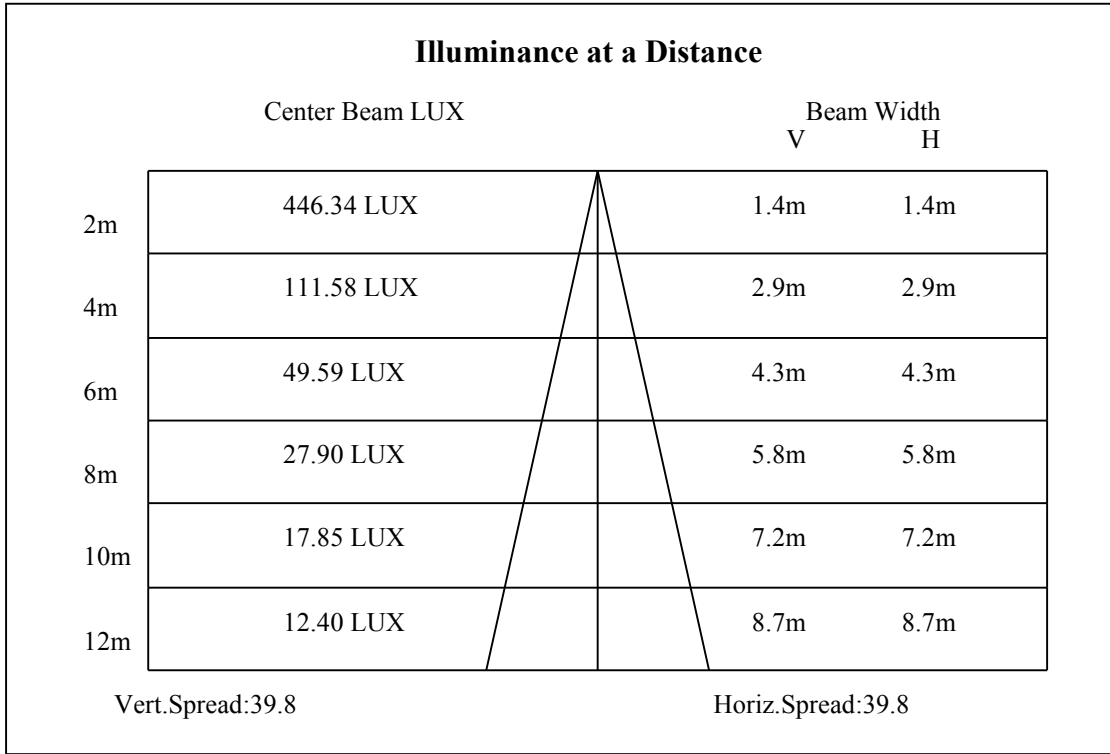 Illuminance at a Distance
Center Beam LUX Beam Width
V H
2m 446.34 LUX 1.4m 1.4m
4m 111.58 LUX 2.9m 2.9m
6m 49.59 LUX 4.3m 4.3m
8m 27.90 LUX 5.8m 5.8m
10m 17.85 LUX 7.2m 7.2m
12m 12.40 LUX 8.7m 8.7m
Vert.Spread:39.8 Horiz.Spread:39.8